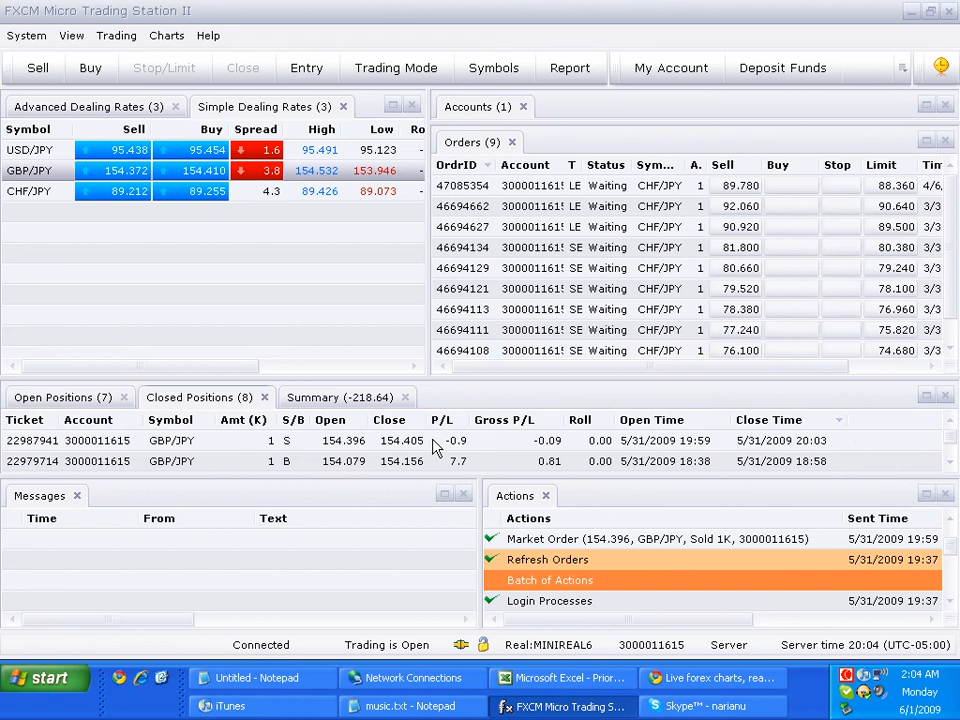 FXCM Micro Trading Station II
System View Trading Charts Help
Sell Buy Stop/Limit Close Entry Trading Mode Symbols Report My Account Deposit Funds
Advanced Dealing Rates (3) Simple Dealing Rates (3)
Symbol Sell Buy Spread High Low Ro
USD/JPY 95.438 95.454 1.6 95.491 95.123 -
GBP/JPY 154.372 154.410 3.8 154.532 153.946 -
CHF/JPY 89.212 89.255 4.3 89.426 89.073 -
Accounts (1)
Orders (9)
OrdrID Account T Status Sym... A. Sell Buy Stop Limit Tim
47085354 300001161! LE Waiting CHF/JPY 1 89.780 88.360 4/6,
46694662 300001161! LE Waiting CHF/JPY 1 92.060 90.640 3/3
46694627 300001161! LE Waiting CHF/JPY 1 90.920 89.500 3/3
46694134 300001161! SE Waiting CHF/JPY 1 81.800 80.380 3/3
46694129 300001161! SE Waiting CHF/JPY 1 80.660 79.240 3/3
46694121 300001161! SE Waiting CHF/JPY 1 79.520 78.100 3/3
46694113 300001161! SE Waiting CHF/JPY 1 78.380 76.960 3/3
46694111 300001161! SE Waiting CHF/JPY 1 77.240 75.820 3/3
46694108 300001161! SE Waiting CHF/JPY 1 76.100 74.680 3/3
Open Positions (7) Closed Positions (8) Summary (-218.64)
Ticket Account Symbol Amt (K) S/B Open Close P/L Gross P/L Roll Open Time Close Time
22987941 3000011615 GBP/JPY 1 S 154.396 154.405 -0.9 -0.09 0.00 5/31/2009 19:59 5/31/2009 20:03
22979714 3000011615 GBP/JPY 1 B 154.079 154.156 7.7 0.81 0.00 5/31/2009 18:38 5/31/2009 18:58
Messages
Time From Text
Actions
Actions Sent Time
Market Order (154.396, GBP/JPY, Sold 1K, 3000011615) 5/31/2009 19:59
Refresh Orders 5/31/2009 19:37
Batch of Actions
Login Processes 5/31/2009 19:37
Connected Trading is Open Real:MINIREAL6 3000011615 Server Server time 20:04 (UTC-05:00)
start Untitled - Notepad Network Connections Microsoft Excel - Prior... Live forex charts, rea... 2:04 AM
Monday
iTunes music.txt - Notepad FXCM Micro Trading S... Skype™ - narianu 6/1/2009